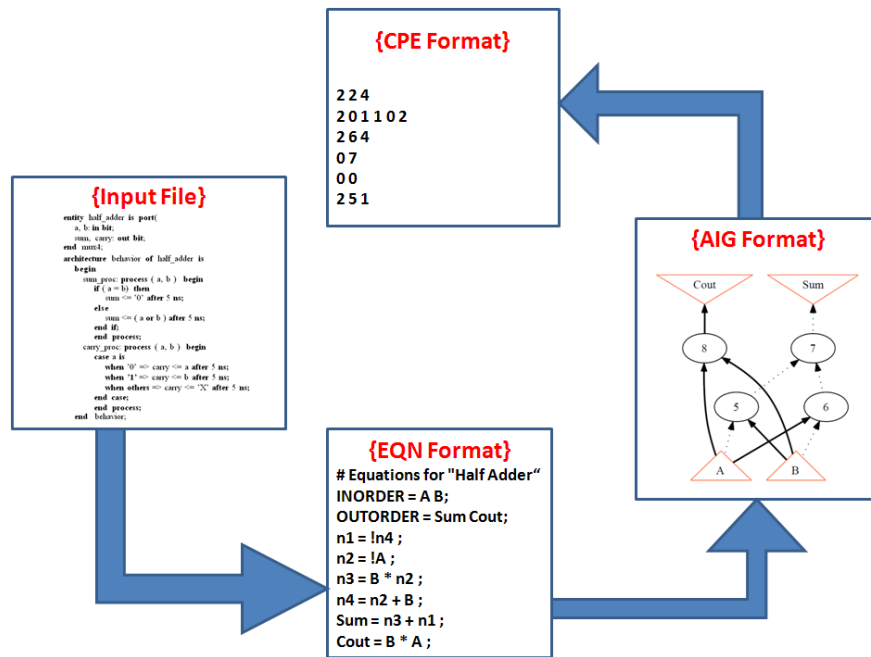 {CPE Format}
2 2 4
2 0 1 1 0 2
2 6 4
0 7
0 0
2 5 1
{Input File}
entity half_adder is port(
a, b: in bit;
sum, carry: out bit;
end mux4;
architecture behavior of half_adder is
begin
sum_proc: process ( a, b ) begin
if ( a = b) then
sum <= '0' after 5 ns;
else
sum <= ( a or b ) after 5 ns;
end if;
end process;
carry_proc: process ( a, b ) begin
case a is
when '0' => carry <= a after 5 ns;
when '1' => carry <= b after 5 ns;
when others => carry <= 'X' after 5 ns;
end case;
end process;
end behavior;
{EQN Format}
# Equations for "Half Adder“
INORDER = A B;
OUTORDER = Sum Cout;
n1 = !n4 ;
n2 = !A ;
n3 = B * n2 ;
n4 = n2 + B ;
Sum = n3 + n1 ;
Cout = B * A ;
{AIG Format}
Cout Sum
8 7
5 6
A B